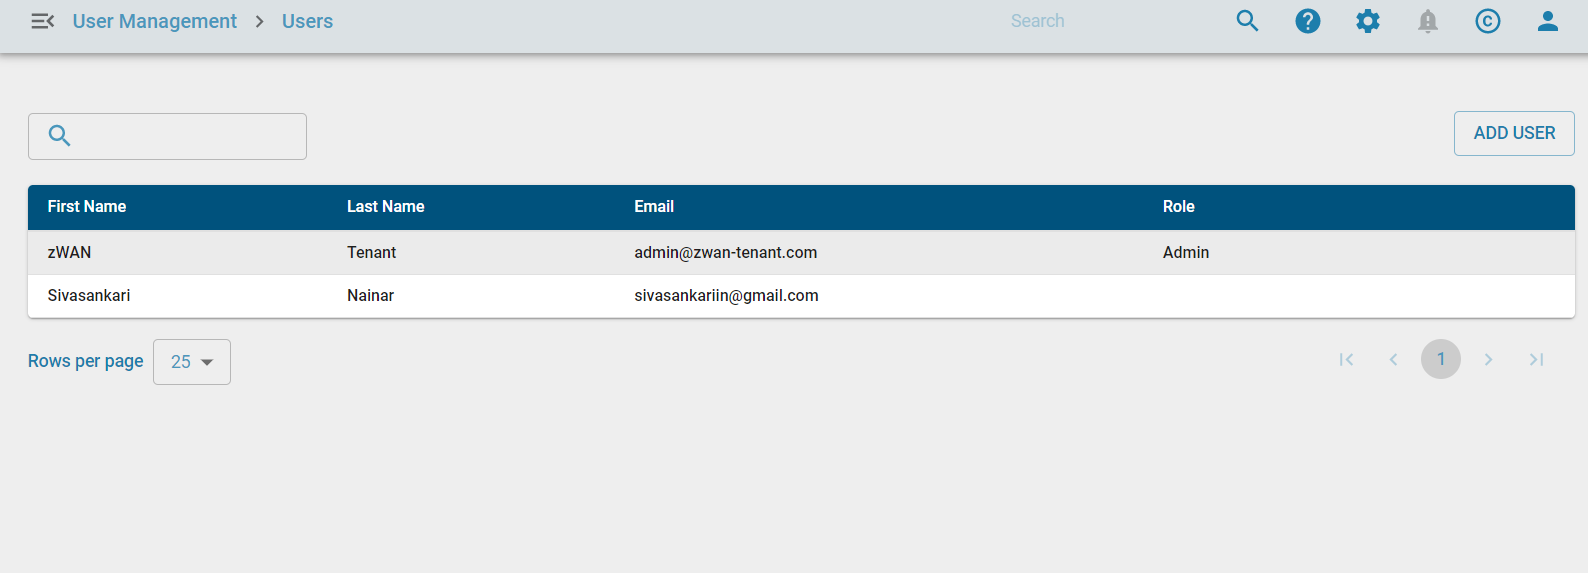 User Management > Users Search
ADD USER
First Name Last Name Email Role
zWAN Tenant admin@zwan-tenant.com Admin
Sivasankari Nainar sivasankariin@gmail.com
Rows per page 25 1